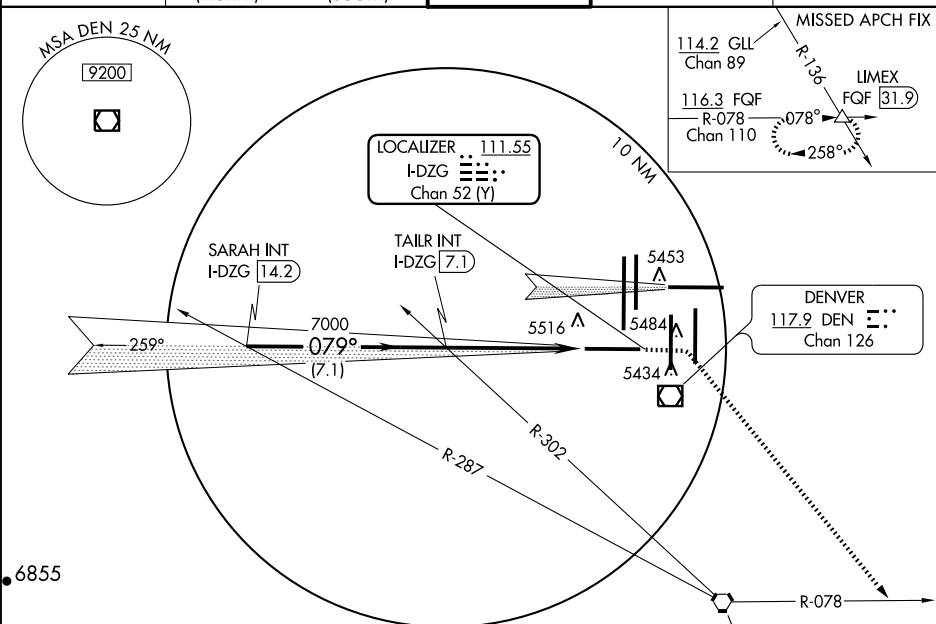 MSA DEN 25 NM
9200
MISSED APCH FIX
114.2 GLL
Chan 89
R-136
LIMEX
FQF 31.9
116.3 FQF
R-078
Chan 110
078°
258°
10 NM
LOCALIZER 111.55
I-DZG
Chan 52 (Y)
SARAH INT
I-DZG 14.2
TAILR INT
I-DZG 7.1
5453
5516
5484
5434
DENVER
117.9 DEN
Chan 126
7000
259°
079°
(7.1)
R-302
R-287
6855
R-078